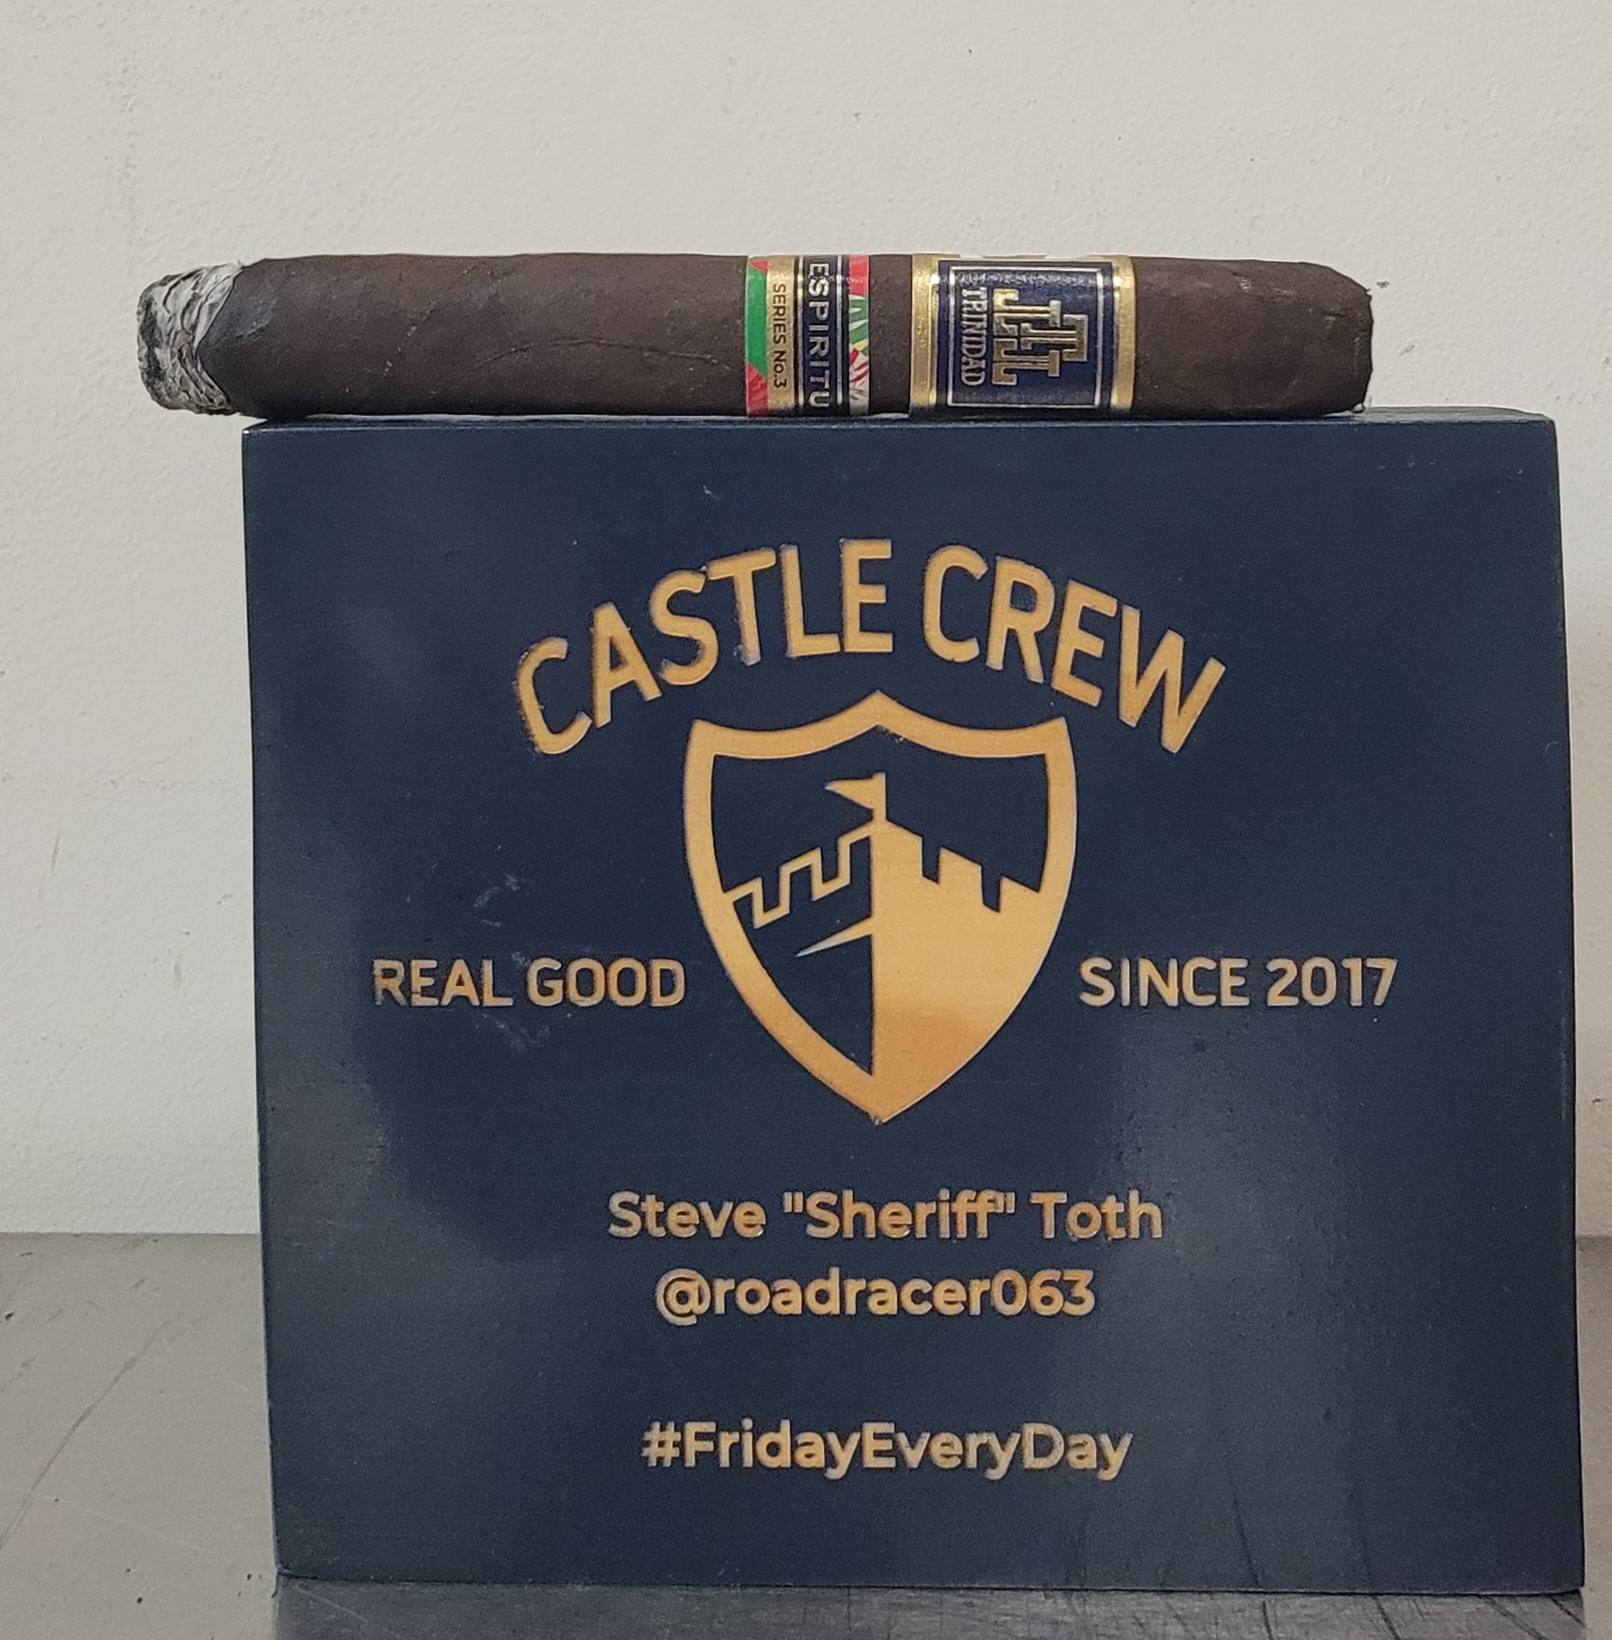 ESPIRITU
SERIES No.3
TRINIDAD
CASTLE CREW
REAL GOOD
SINCE 2017
Steve "Sheriff" Toth
@roadracer063
#FridayEveryDay